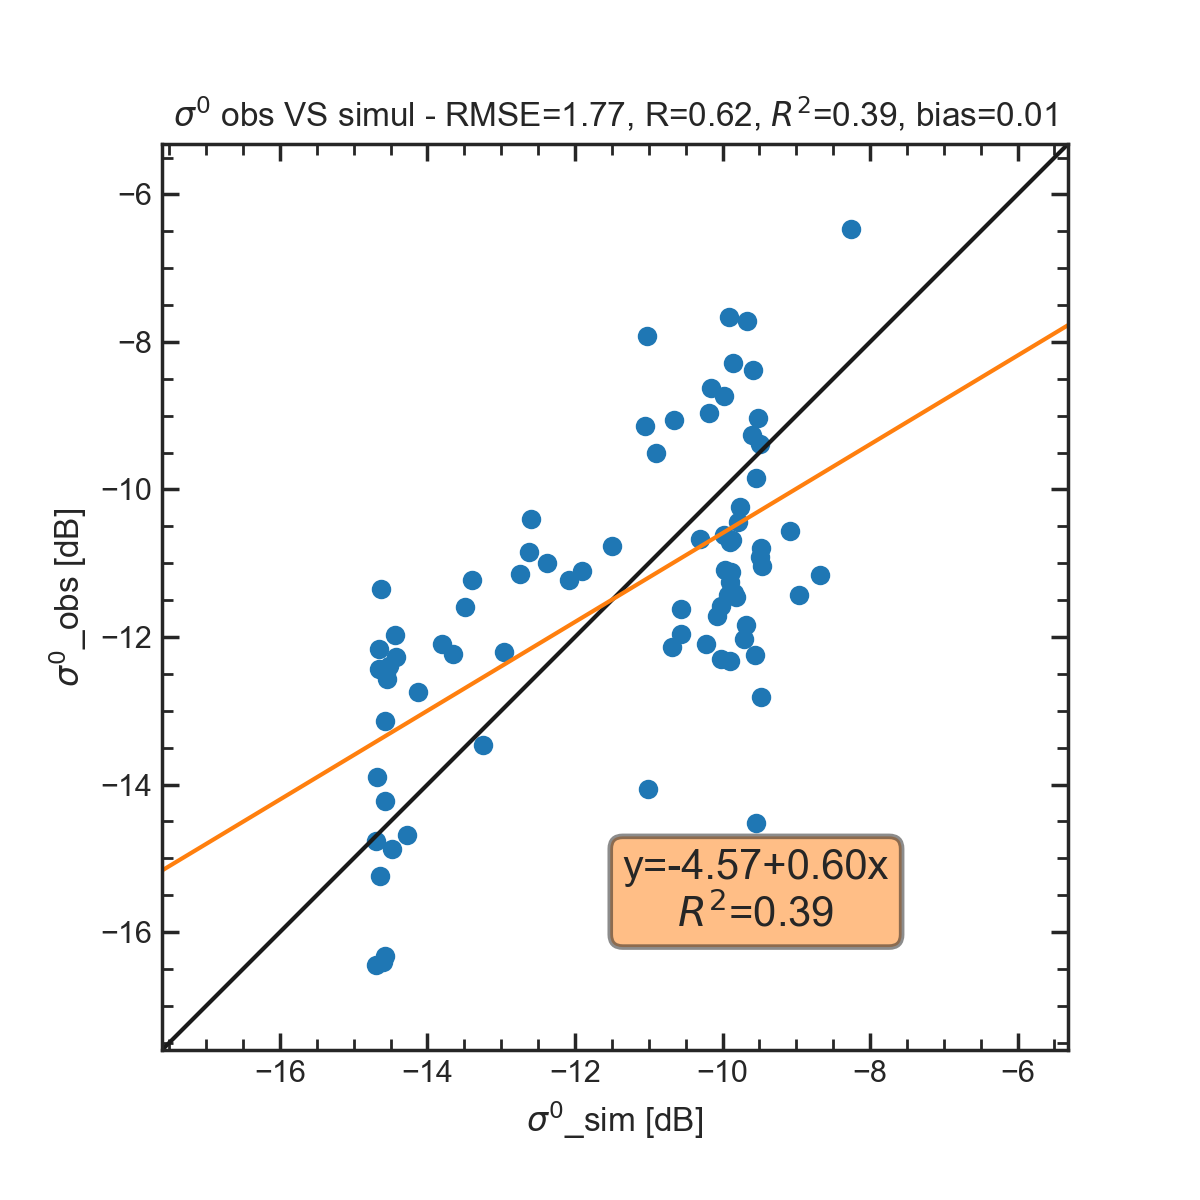 σ⁰ obs VS simul - RMSE=1.77, R=0.62, R²=0.39, bias=0.01
−6
−8
−10
−12
−14
−16
σ⁰_obs [dB]
y=-4.57+0.60x
R²=0.39
−16 −14 −12 −10 −8 −6
σ⁰_sim [dB]